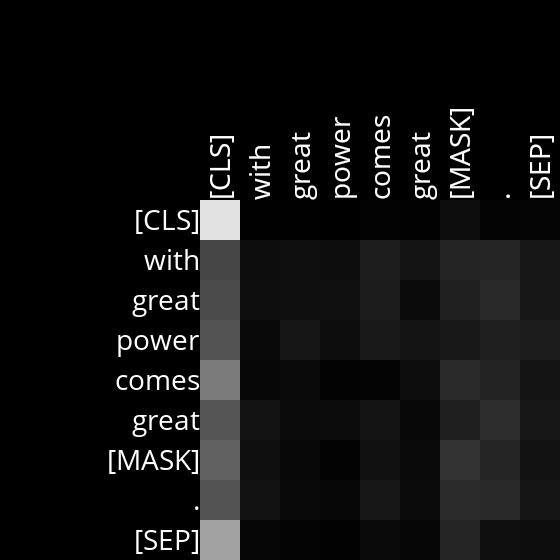 [CLS] with great power comes great [MASK] . [SEP]
[CLS]
with
great
power
comes
great
[MASK]
.
[SEP]